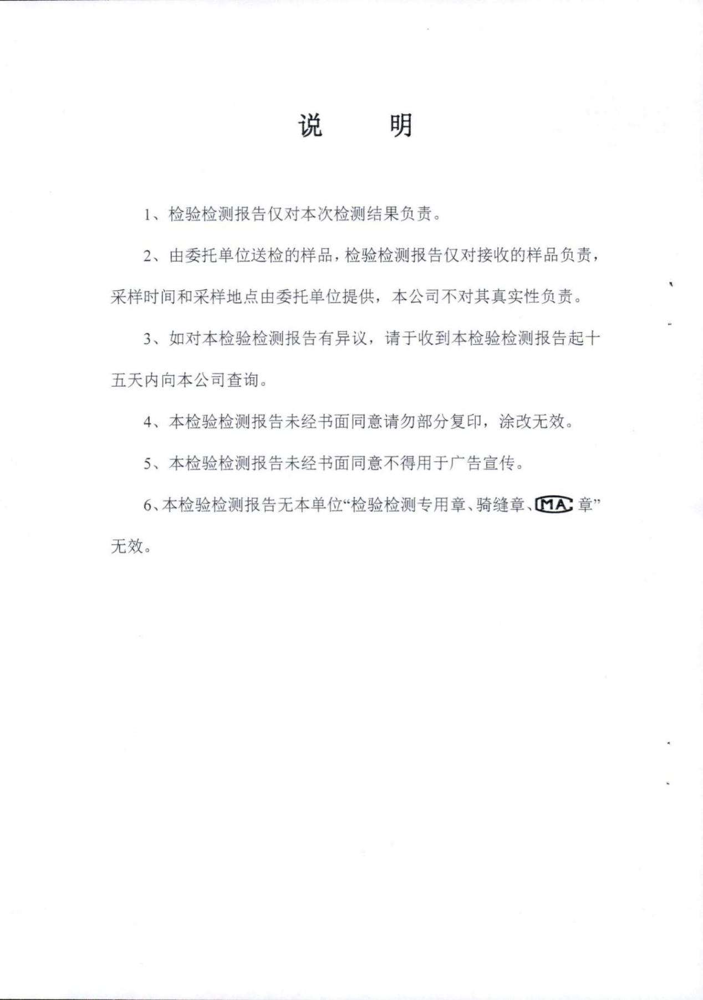 说 明
1、检验检测报告仅对本次检测结果负责。
2、由委托单位送检的样品，检验检测报告仅对接收的样品负责，
采样时间和采样地点由委托单位提供，本公司不对其真实性负责。
3、如对本检验检测报告有异议，请于收到本检验检测报告起十
五天内向本公司查询。
4、本检验检测报告未经书面同意请勿部分复印，涂改无效。
5、本检验检测报告未经书面同意不得用于广告宣传。
6、本检验检测报告无本单位“检验检测专用章、骑缝章、CMA 章”
无效。